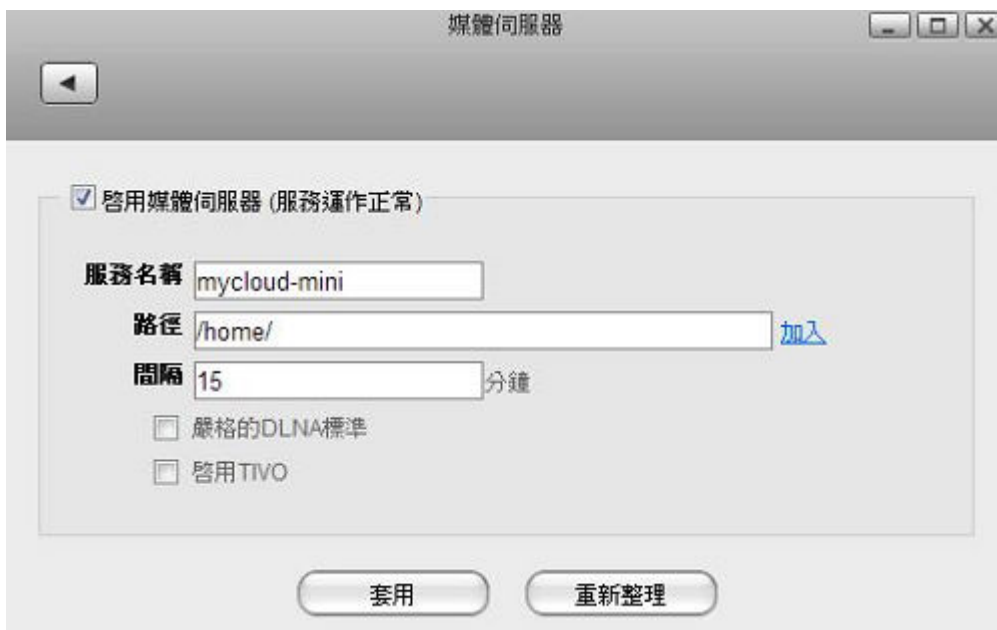 媒體伺服器
啓用媒體伺服器 (服務運作正常)
服務名稱 mycloud-mini
路徑 /home/ 加入
間隔 15 分鐘
嚴格的DLNA標準
啓用TIVO
套用 重新整理